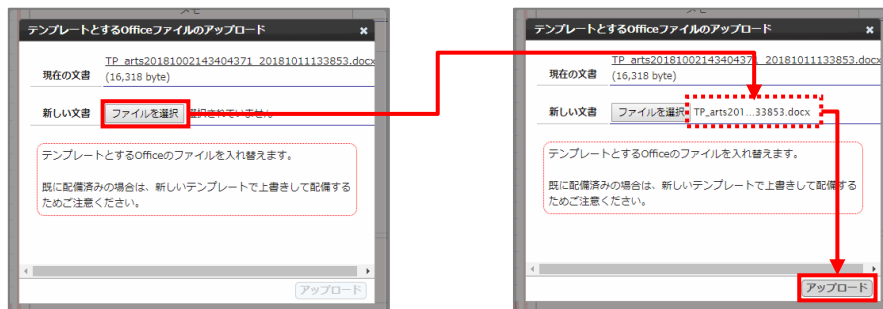 テンプレートとするOfficeファイルのアップロード ×
現在の文書
TP_arts20181002143404371_20181011133853.docx
(16,318 byte)
新しい文書 ファイルを選択 選択されていません
テンプレートとするOfficeのファイルを入れ替えます。
既に配備済みの場合は、新しいテンプレートで上書きして配備する
ためご注意ください。
アップロード
テンプレートとするOfficeファイルのアップロード ×
現在の文書
TP_arts20181002143404371_20181011133853.docx
(16,318 byte)
新しい文書 ファイルを選択 TP_arts201...33853.docx
テンプレートとするOfficeのファイルを入れ替えます。
既に配備済みの場合は、新しいテンプレートで上書きして配備する
ためご注意ください。
アップロード